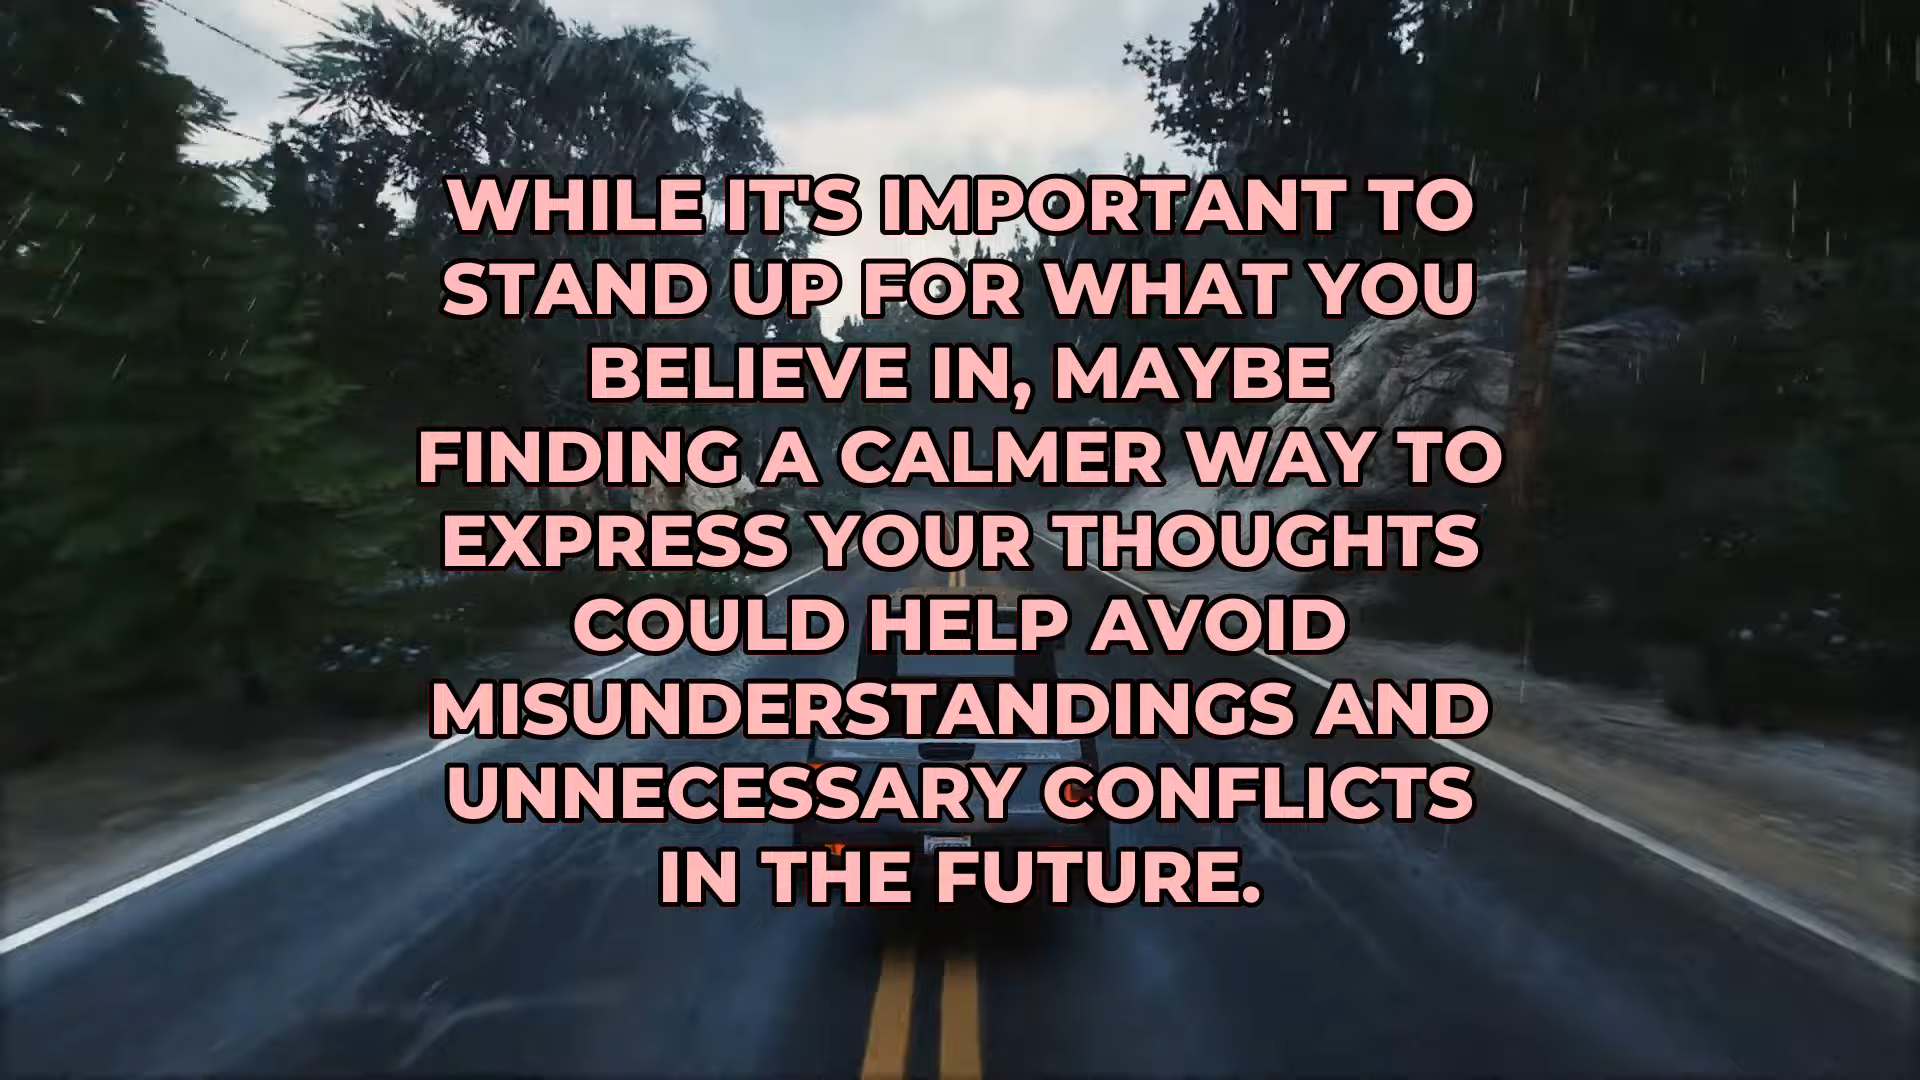 WHILE IT'S IMPORTANT TO
STAND UP FOR WHAT YOU
BELIEVE IN, MAYBE
FINDING A CALMER WAY TO
EXPRESS YOUR THOUGHTS
COULD HELP AVOID
MISUNDERSTANDINGS AND
UNNECESSARY CONFLICTS
IN THE FUTURE.